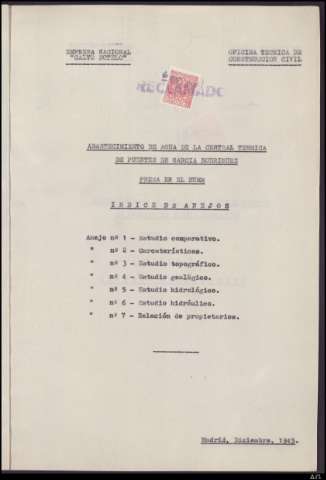 EMPRESA NACIONAL
"CALVO SOTELO"
OFICINA TECNICA DE
CONSTRUCCION CIVIL
RECLAMADO
ABASTECIMIENTO DE AGUA DE LA CENTRAL TERMICA
DE PUENTES DE GARCIA RODRIGUEZ
PRESA EN EL EUME
INDICE DE ANEJOS
Anejo nº 1 - Estudio comparativo.
" nº 2 - Características.
" nº 3 - Estudio topográfico.
" nº 4 - Estudio geológico.
" nº 5 - Estudio hidrológico.
" nº 6 - Estudio hidráulico.
" nº 7 - Relación de propietarios.
Madrid, Diciembre, 1945.